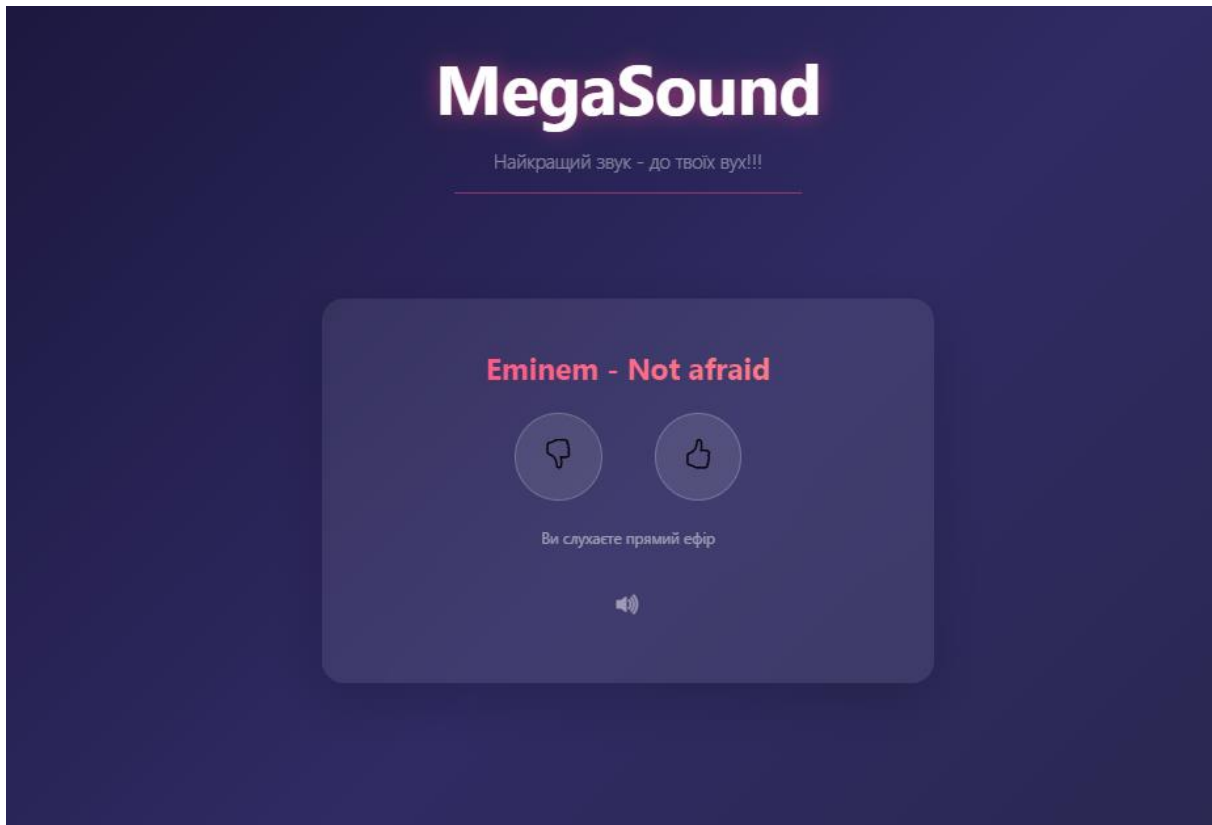 MegaSound
Найкращий звук - до твоїх вух!!!
Eminem - Not afraid
Ви слухаєте прямий ефір